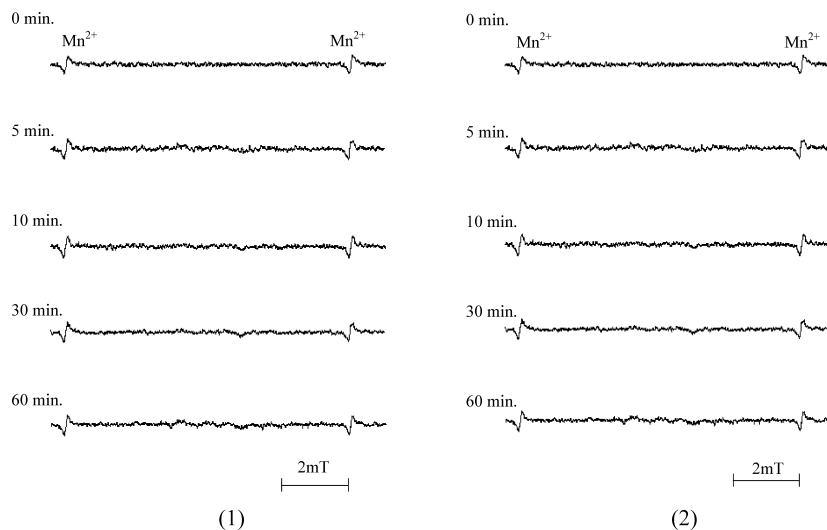 0 min.
Mn²⁺ Mn²⁺
5 min.
10 min.
30 min.
60 min.
2mT
(1)
0 min.
Mn²⁺ Mn²⁺
5 min.
10 min.
30 min.
60 min.
2mT
(2)